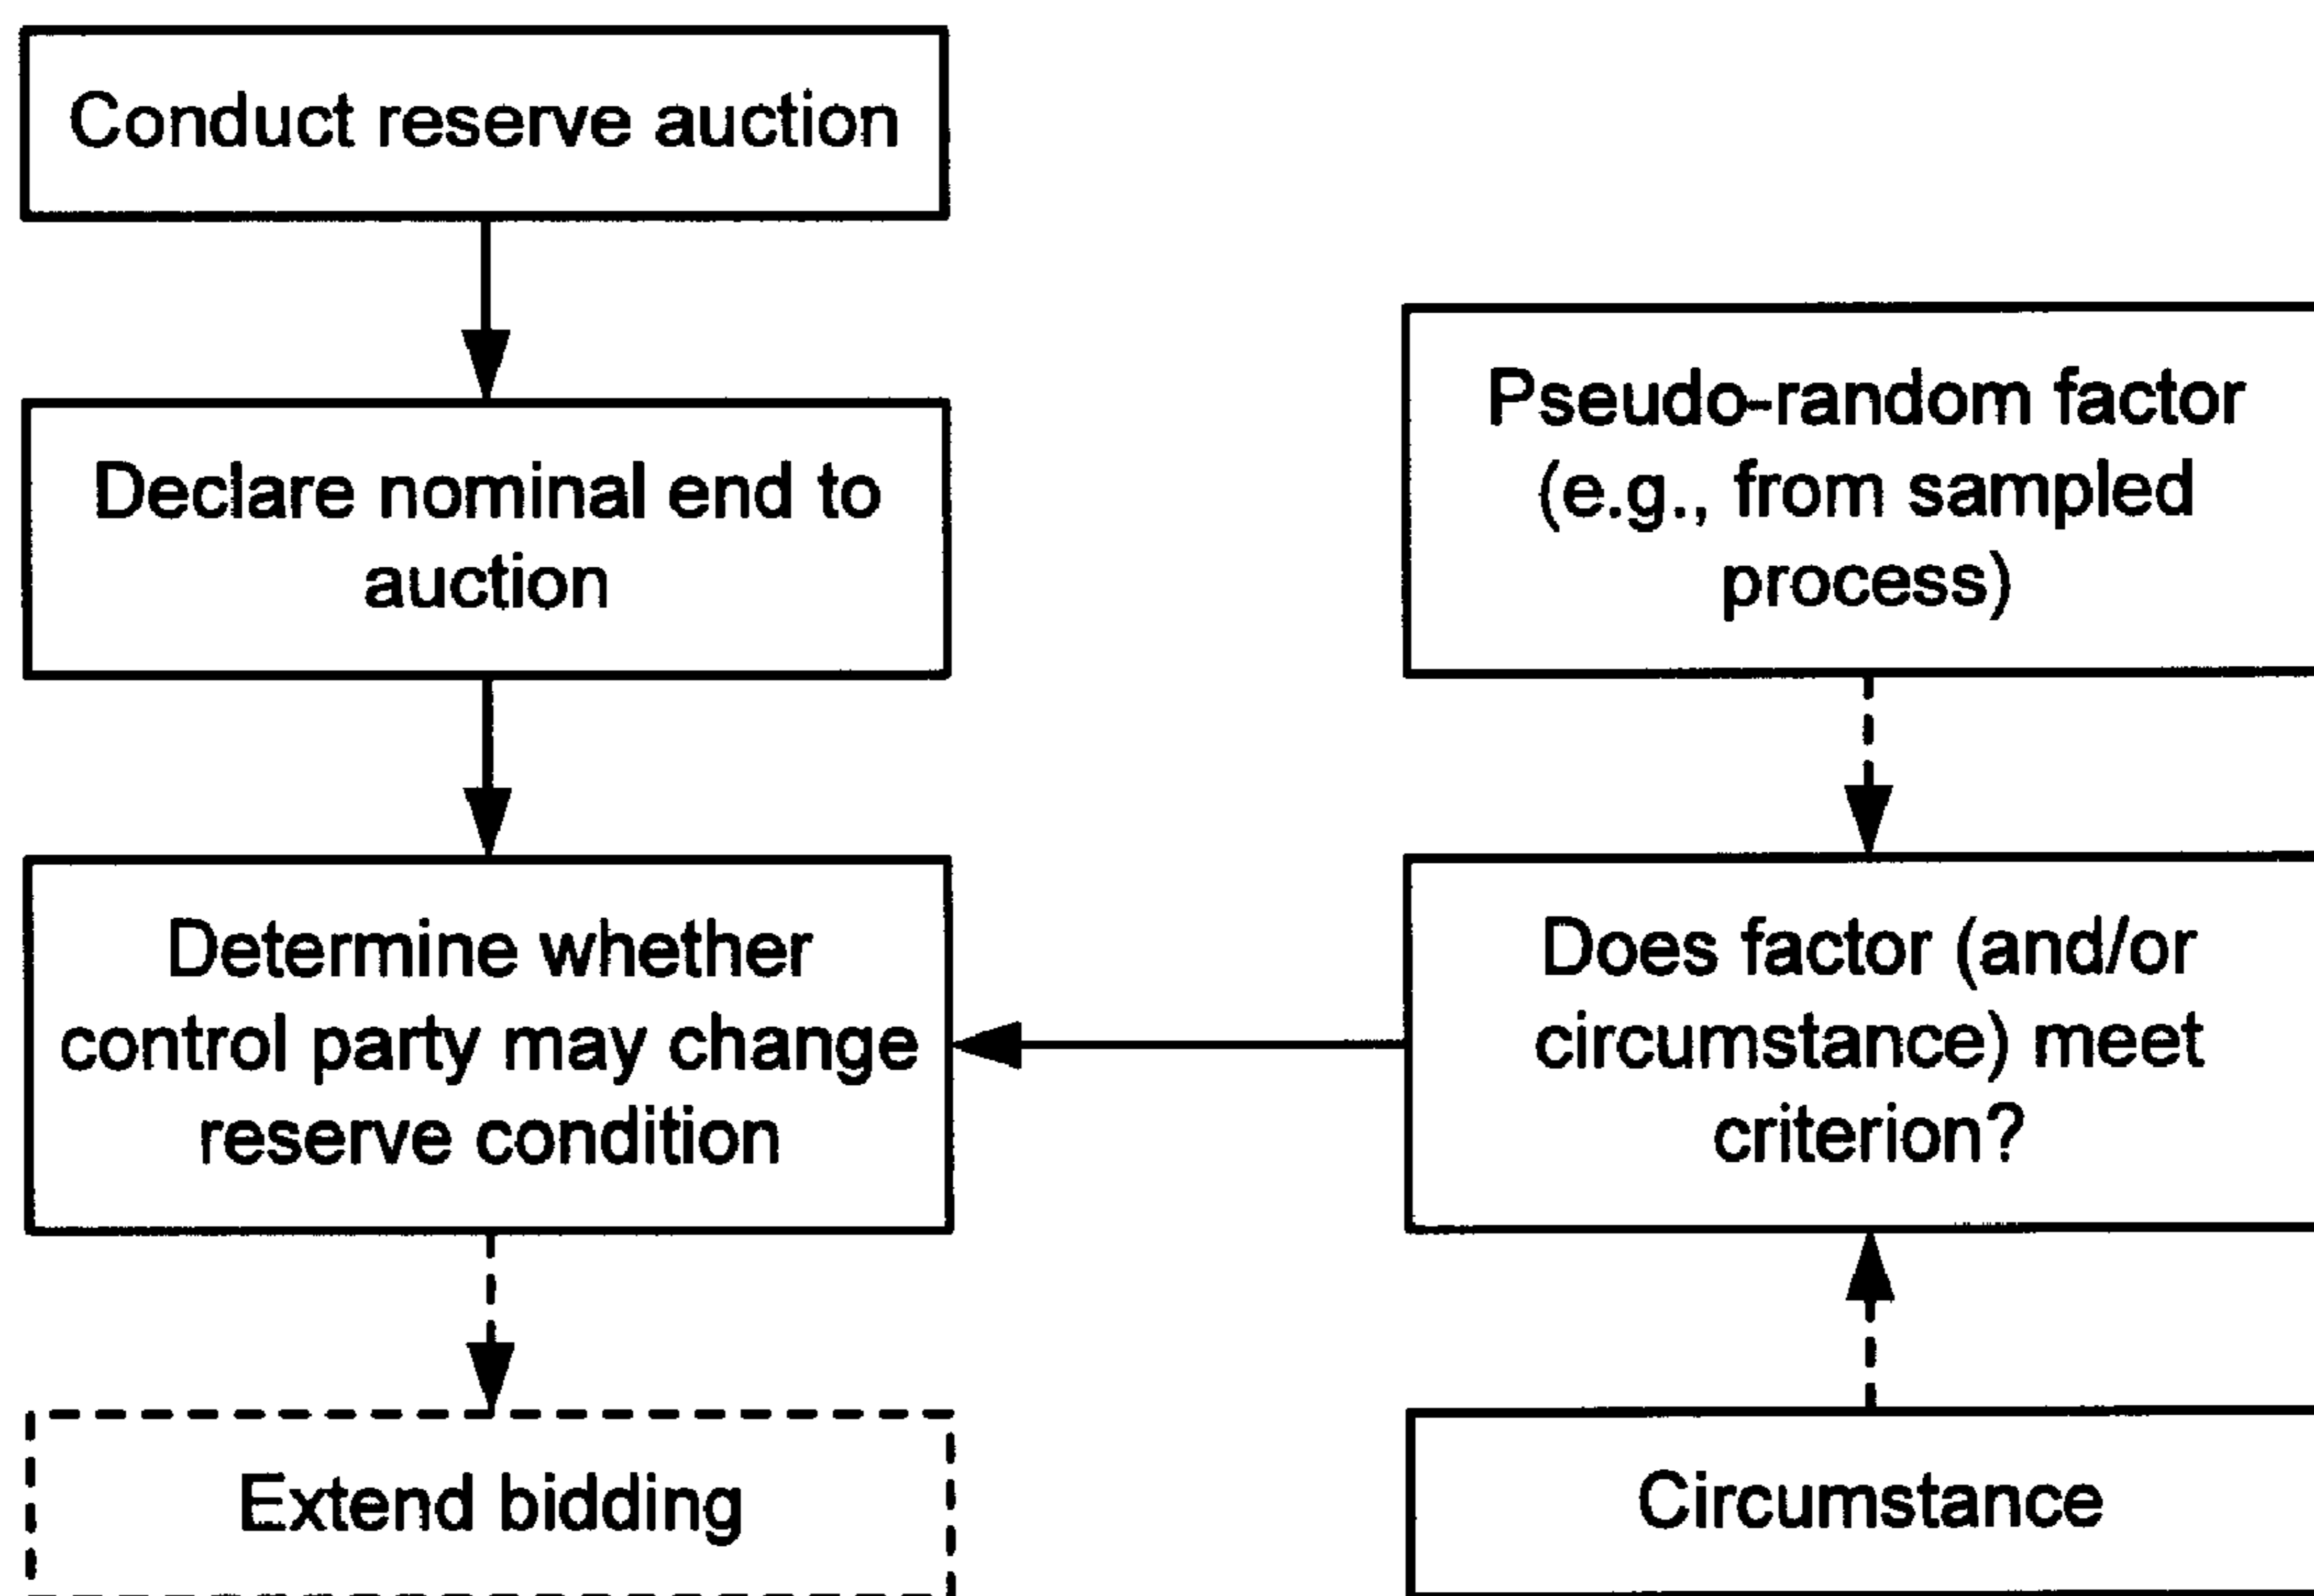 Conduct reserve auction
Declare nominal end to
auction
Pseudo-random factor
(e.g., from sampled
process)
Determine whether
control party may change
reserve condition
Does factor (and/or
circumstance) meet
criterion?
Extend bidding
Circumstance